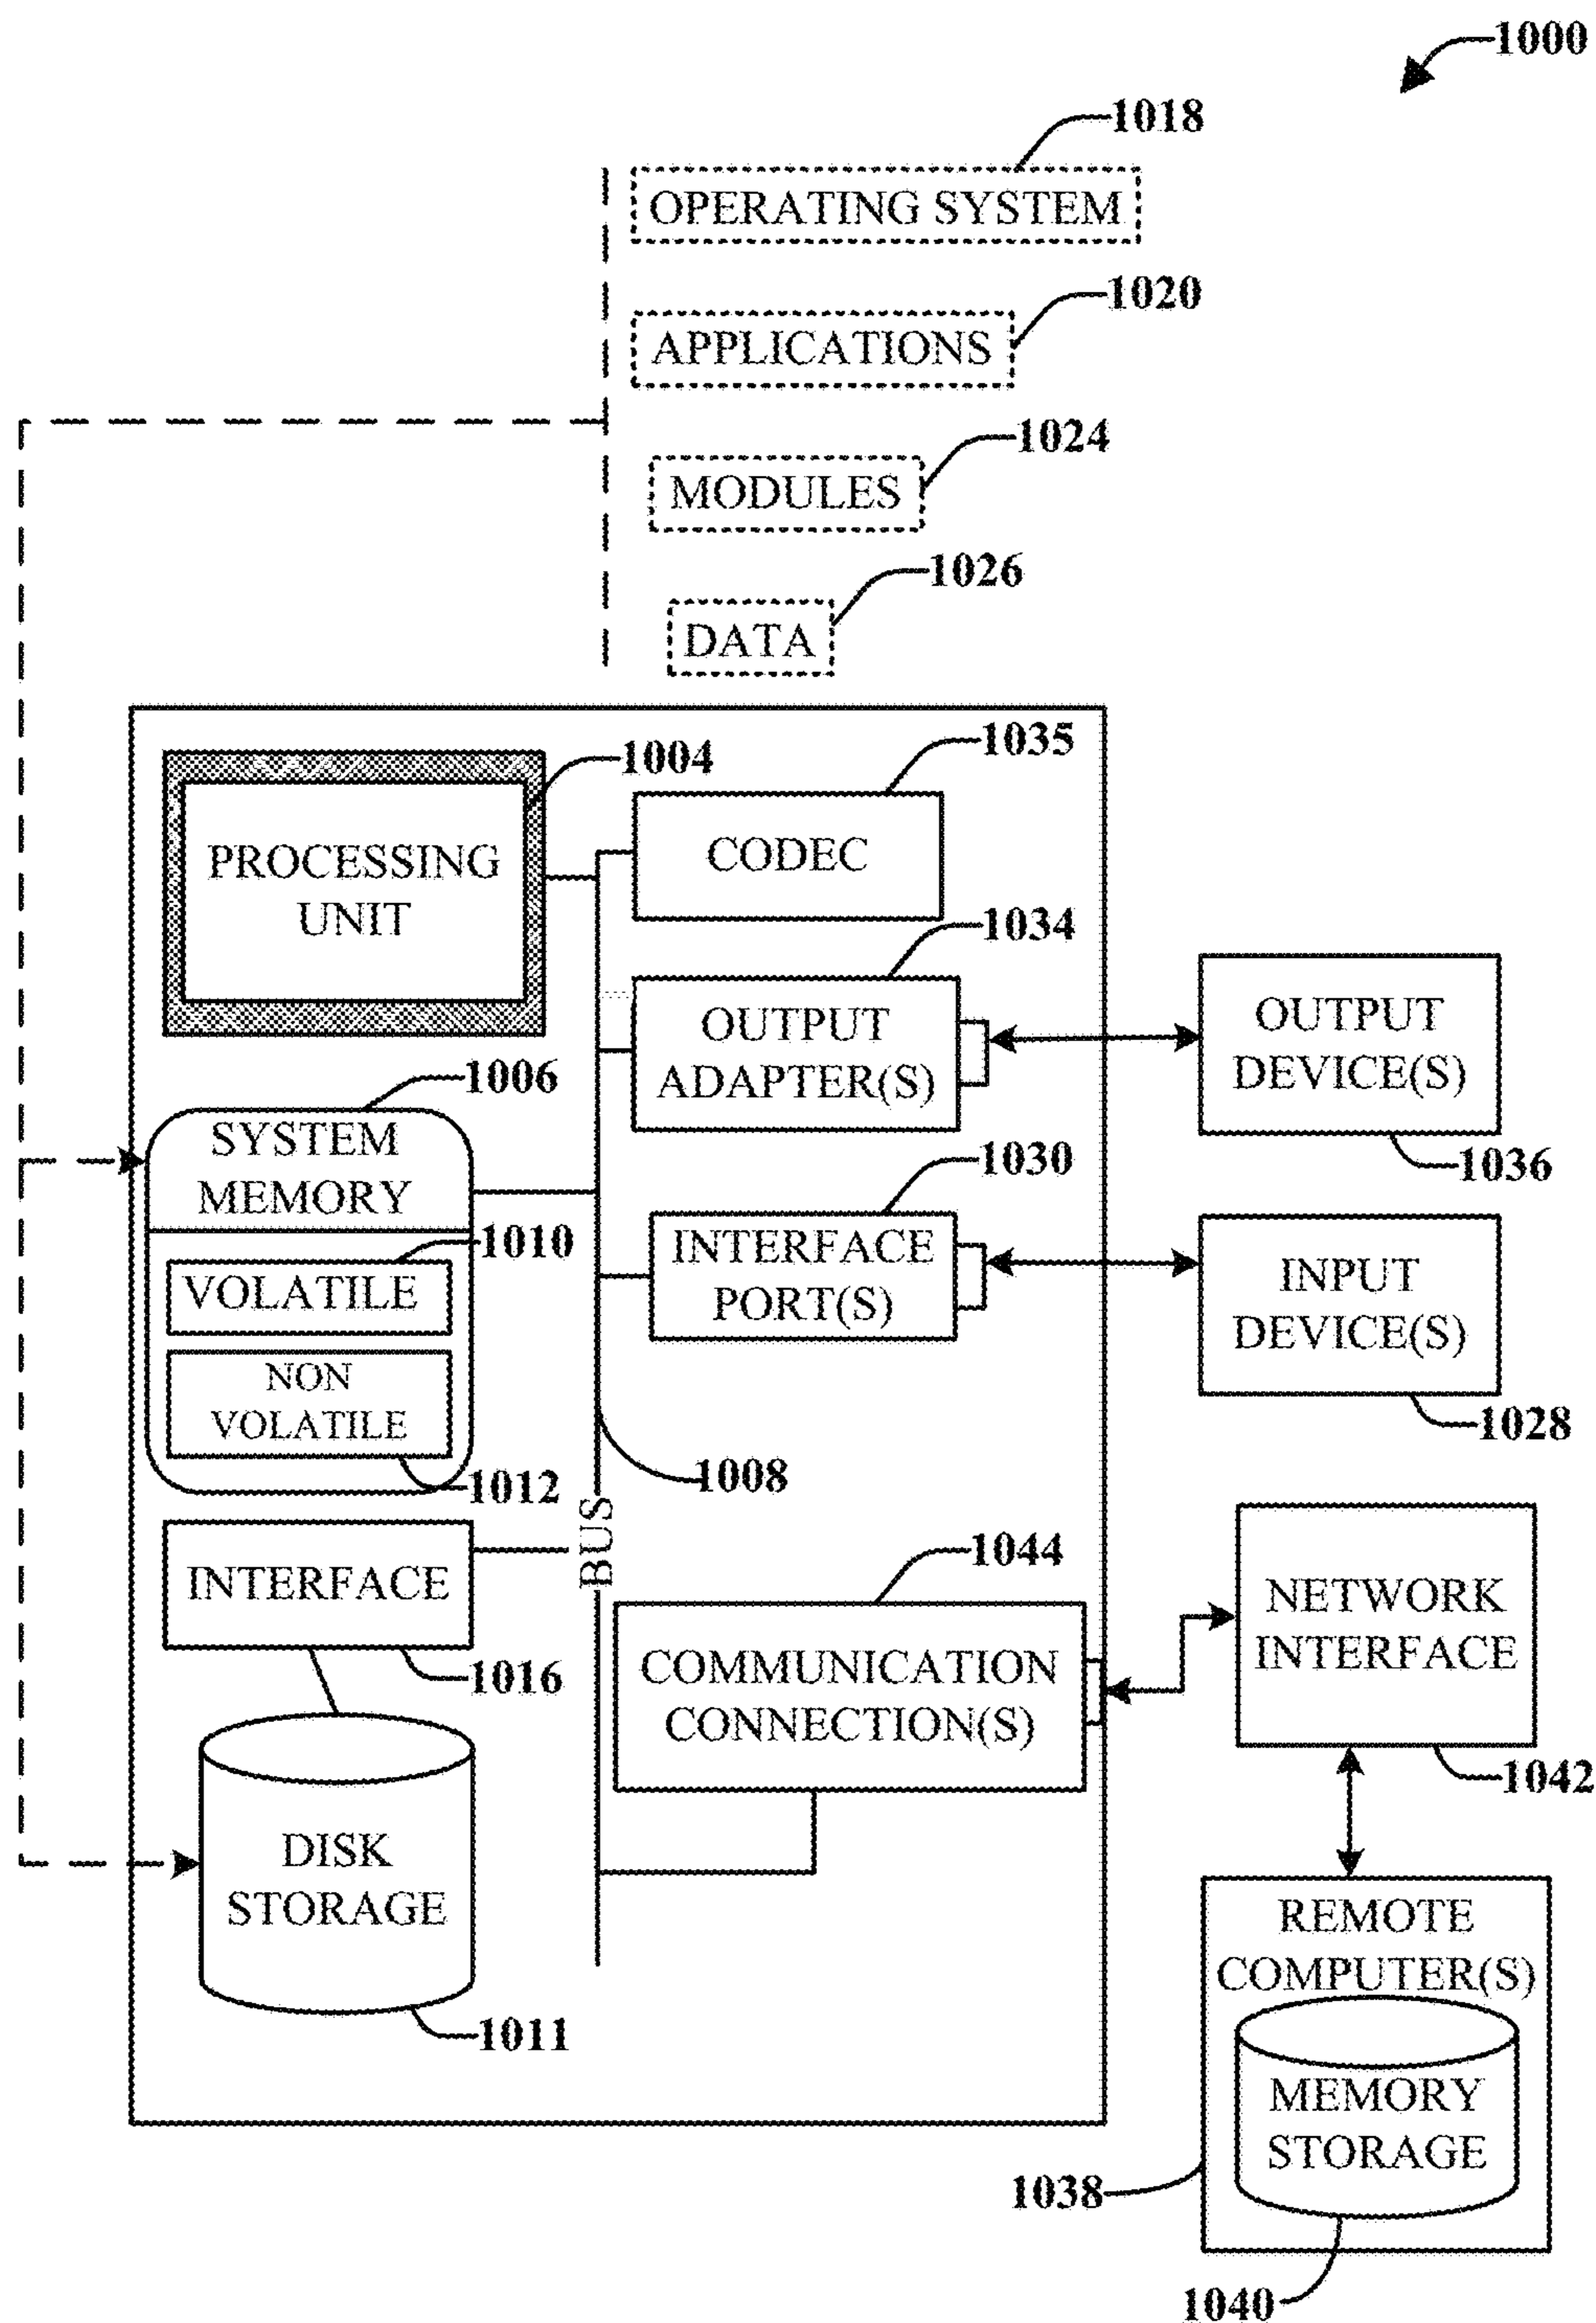 1000
1018
OPERATING SYSTEM
1020
APPLICATIONS
1024
MODULES
1026
DATA
1004
PROCESSING
UNIT
1035
CODEC
1034
OUTPUT
ADAPTER(S)
OUTPUT
DEVICE(S)
1036
1006
SYSTEM
MEMORY
1010
VOLATILE
NON
VOLATILE
1012
1030
INTERFACE
PORT(S)
INPUT
DEVICE(S)
1028
1008
BUS
INTERFACE
1016
1044
COMMUNICATION
CONNECTION(S)
NETWORK
INTERFACE
1042
DISK
STORAGE
1011
REMOTE
COMPUTER(S)
MEMORY
STORAGE
1038
1040